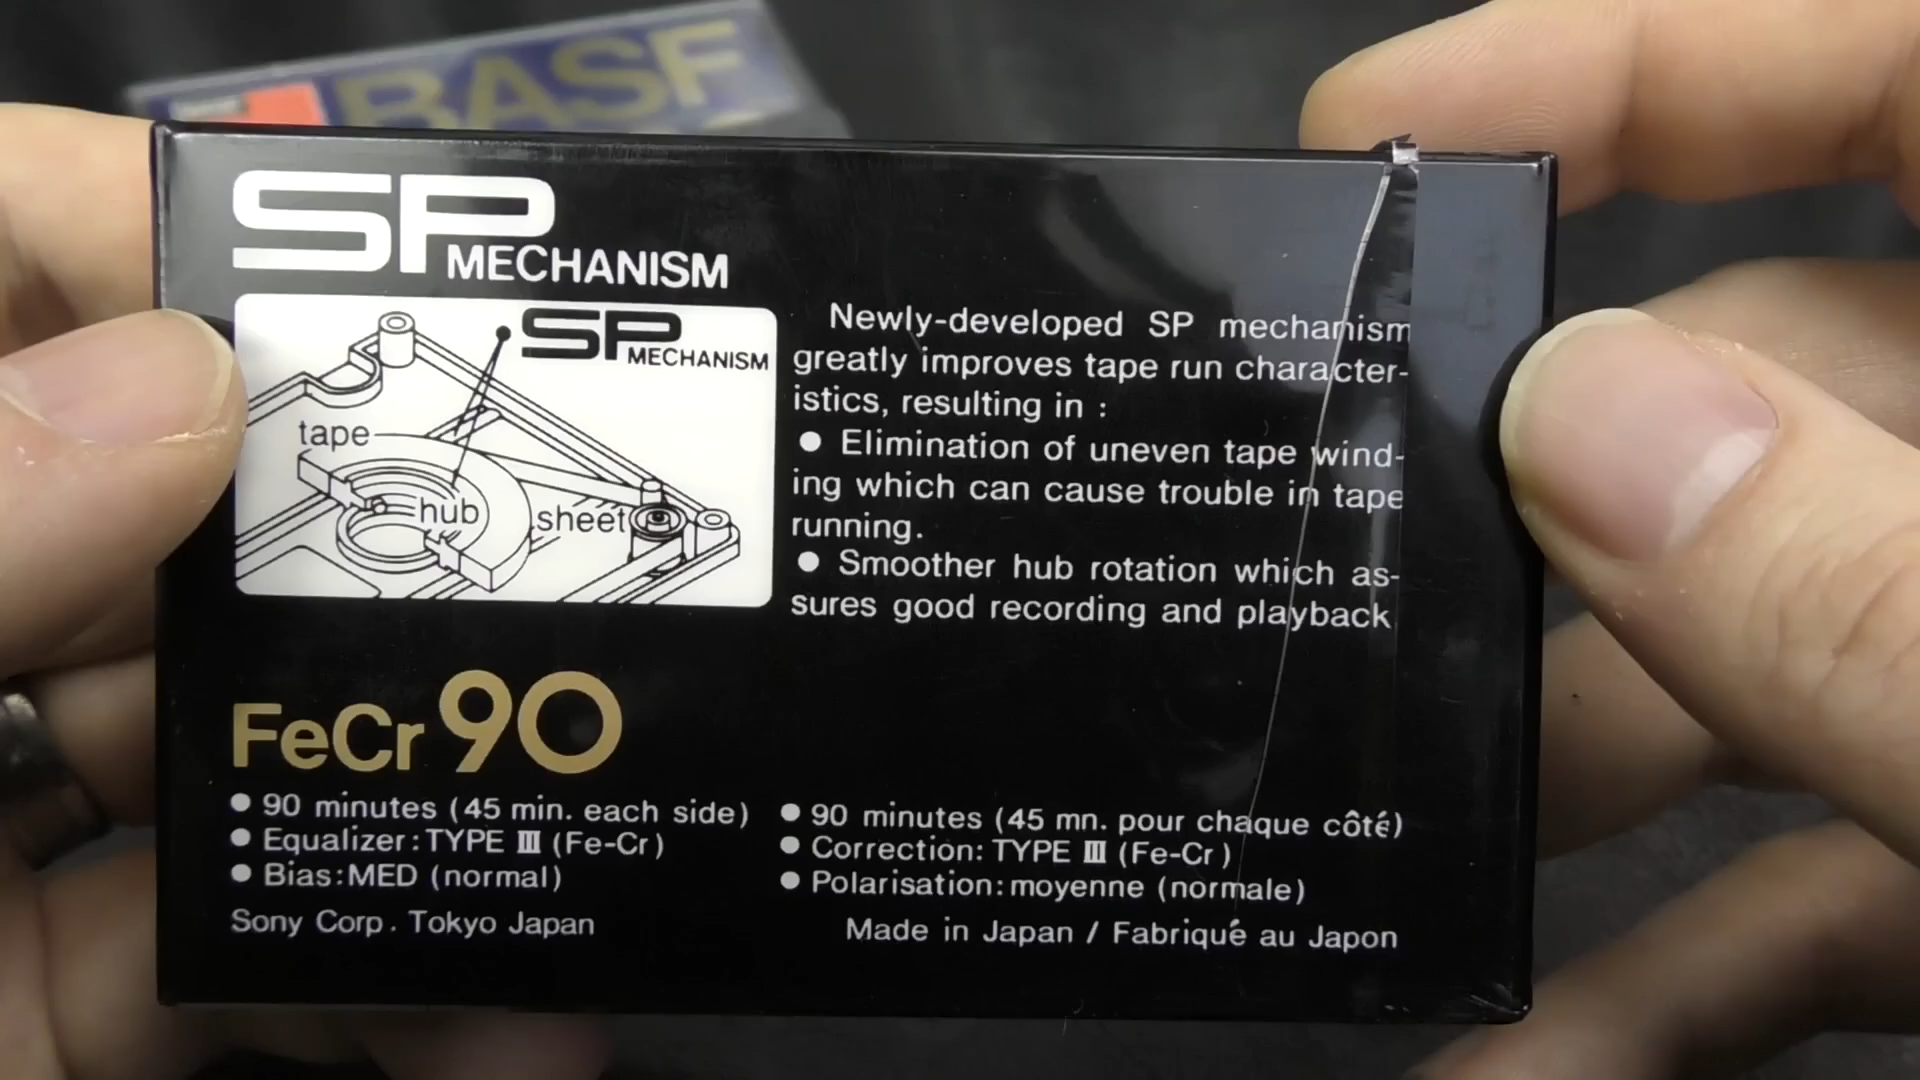 BASF
SP MECHANISM
SP MECHANISM
tape
hub
sheet
Newly-developed SP mechanism
greatly improves tape run character-
istics, resulting in :
● Elimination of uneven tape wind-
ing which can cause trouble in tape
running.
● Smoother hub rotation which as-
sures good recording and playback
FeCr 90
● 90 minutes (45 min. each side)
● Equalizer: TYPE III (Fe-Cr)
● Bias: MED (normal)
Sony Corp. Tokyo Japan
● 90 minutes (45 mn. pour chaque côté)
● Correction: TYPE III (Fe-Cr)
● Polarisation: moyenne (normale)
Made in Japan / Fabriqué au Japon